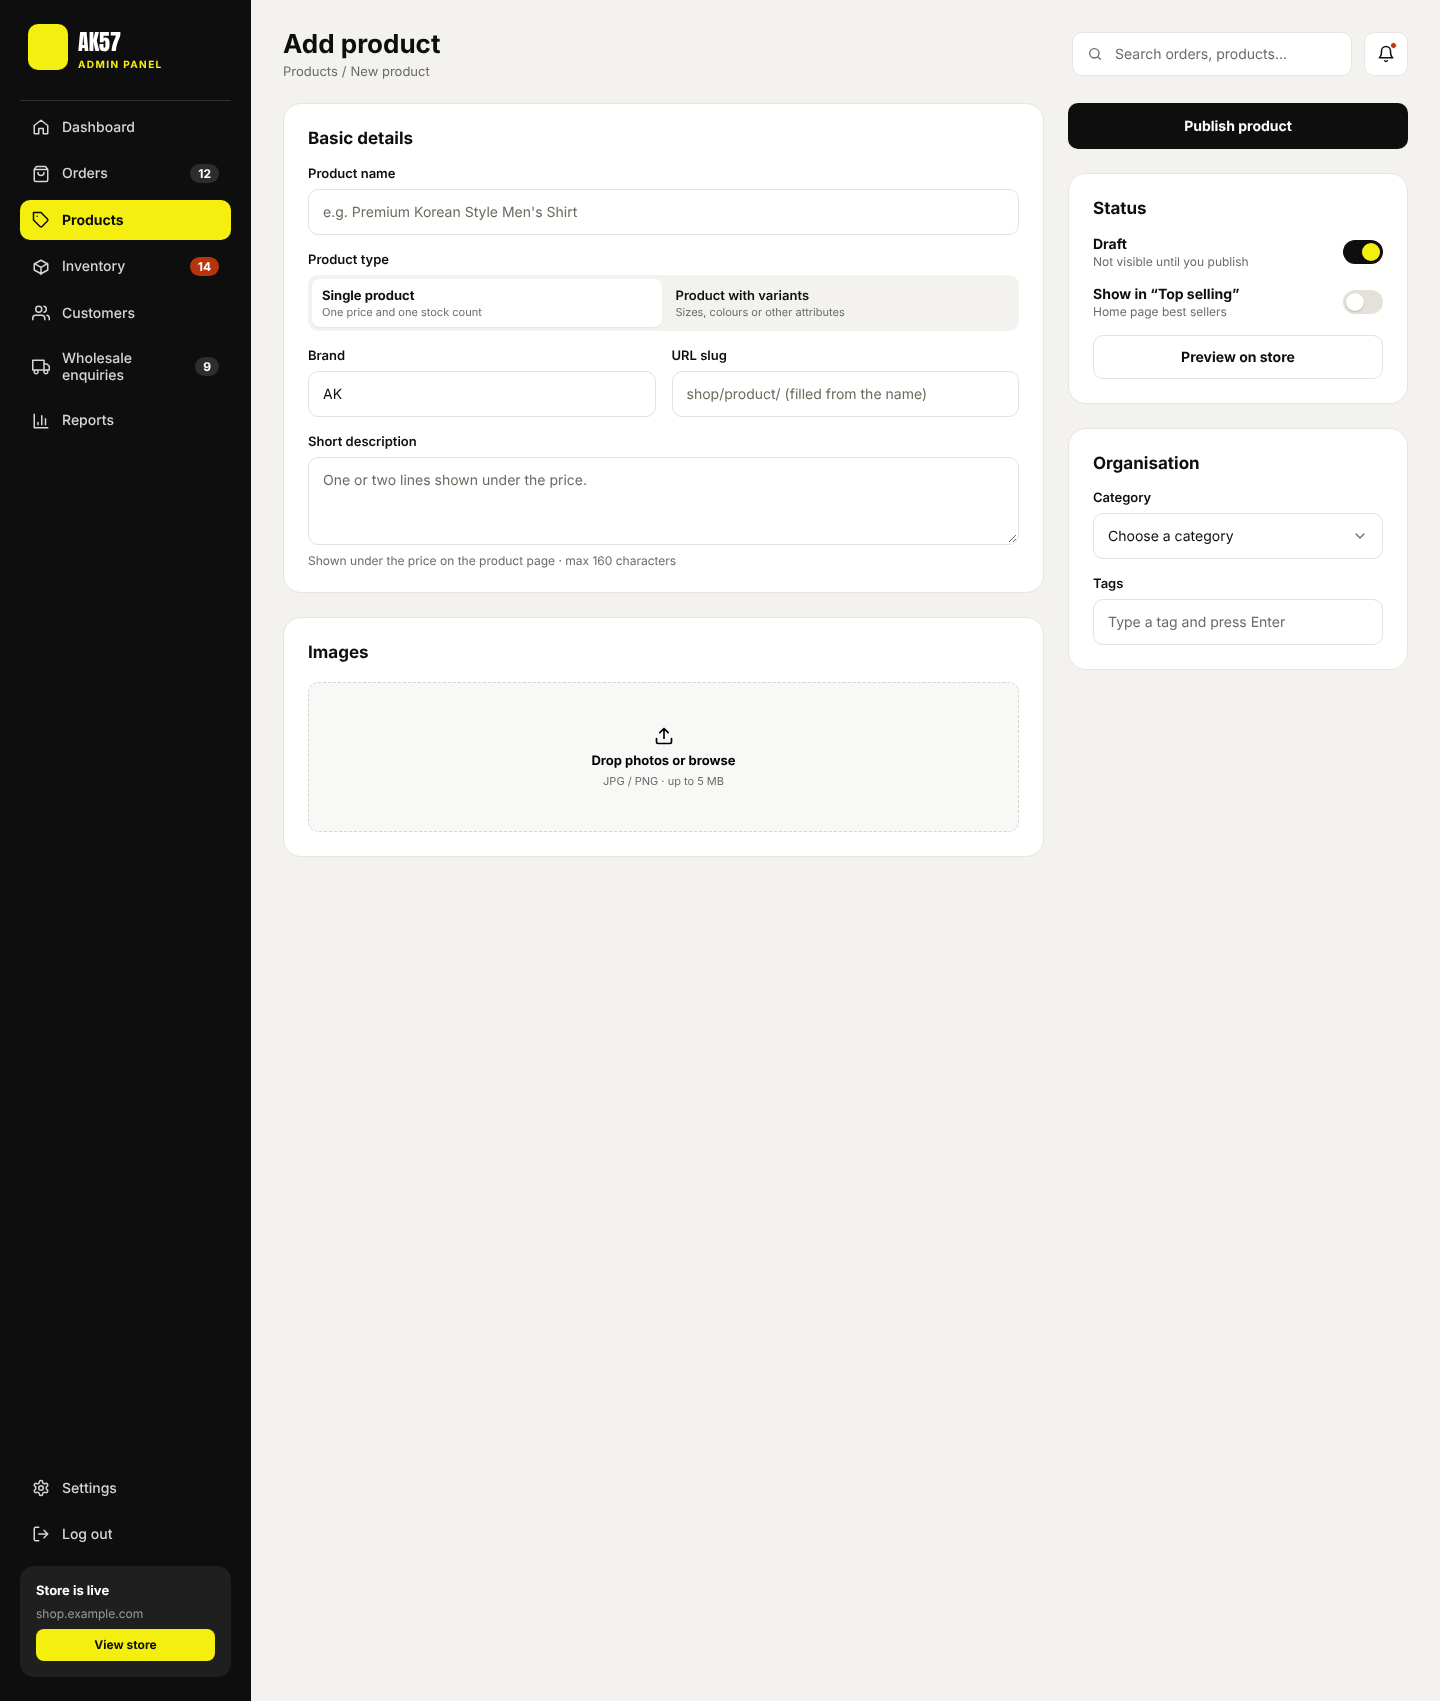 AK57
ADMIN PANEL
Dashboard
Orders 12
Products
Inventory 14
Customers
Wholesale
enquiries 9
Reports
Settings
Log out
Store is live
shop.example.com
View store
Add product
Products / New product
Search orders, products...
Basic details
Product name
e.g. Premium Korean Style Men's Shirt
Product type
Single product
One price and one stock count
Product with variants
Sizes, colours or other attributes
Brand
AK
URL slug
shop/product/ (filled from the name)
Short description
One or two lines shown under the price.
Shown under the price on the product page · max 160 characters
Images
Drop photos or browse
JPG / PNG · up to 5 MB
Publish product
Status
Draft
Not visible until you publish
Show in “Top selling”
Home page best sellers
Preview on store
Organisation
Category
Choose a category
Tags
Type a tag and press Enter